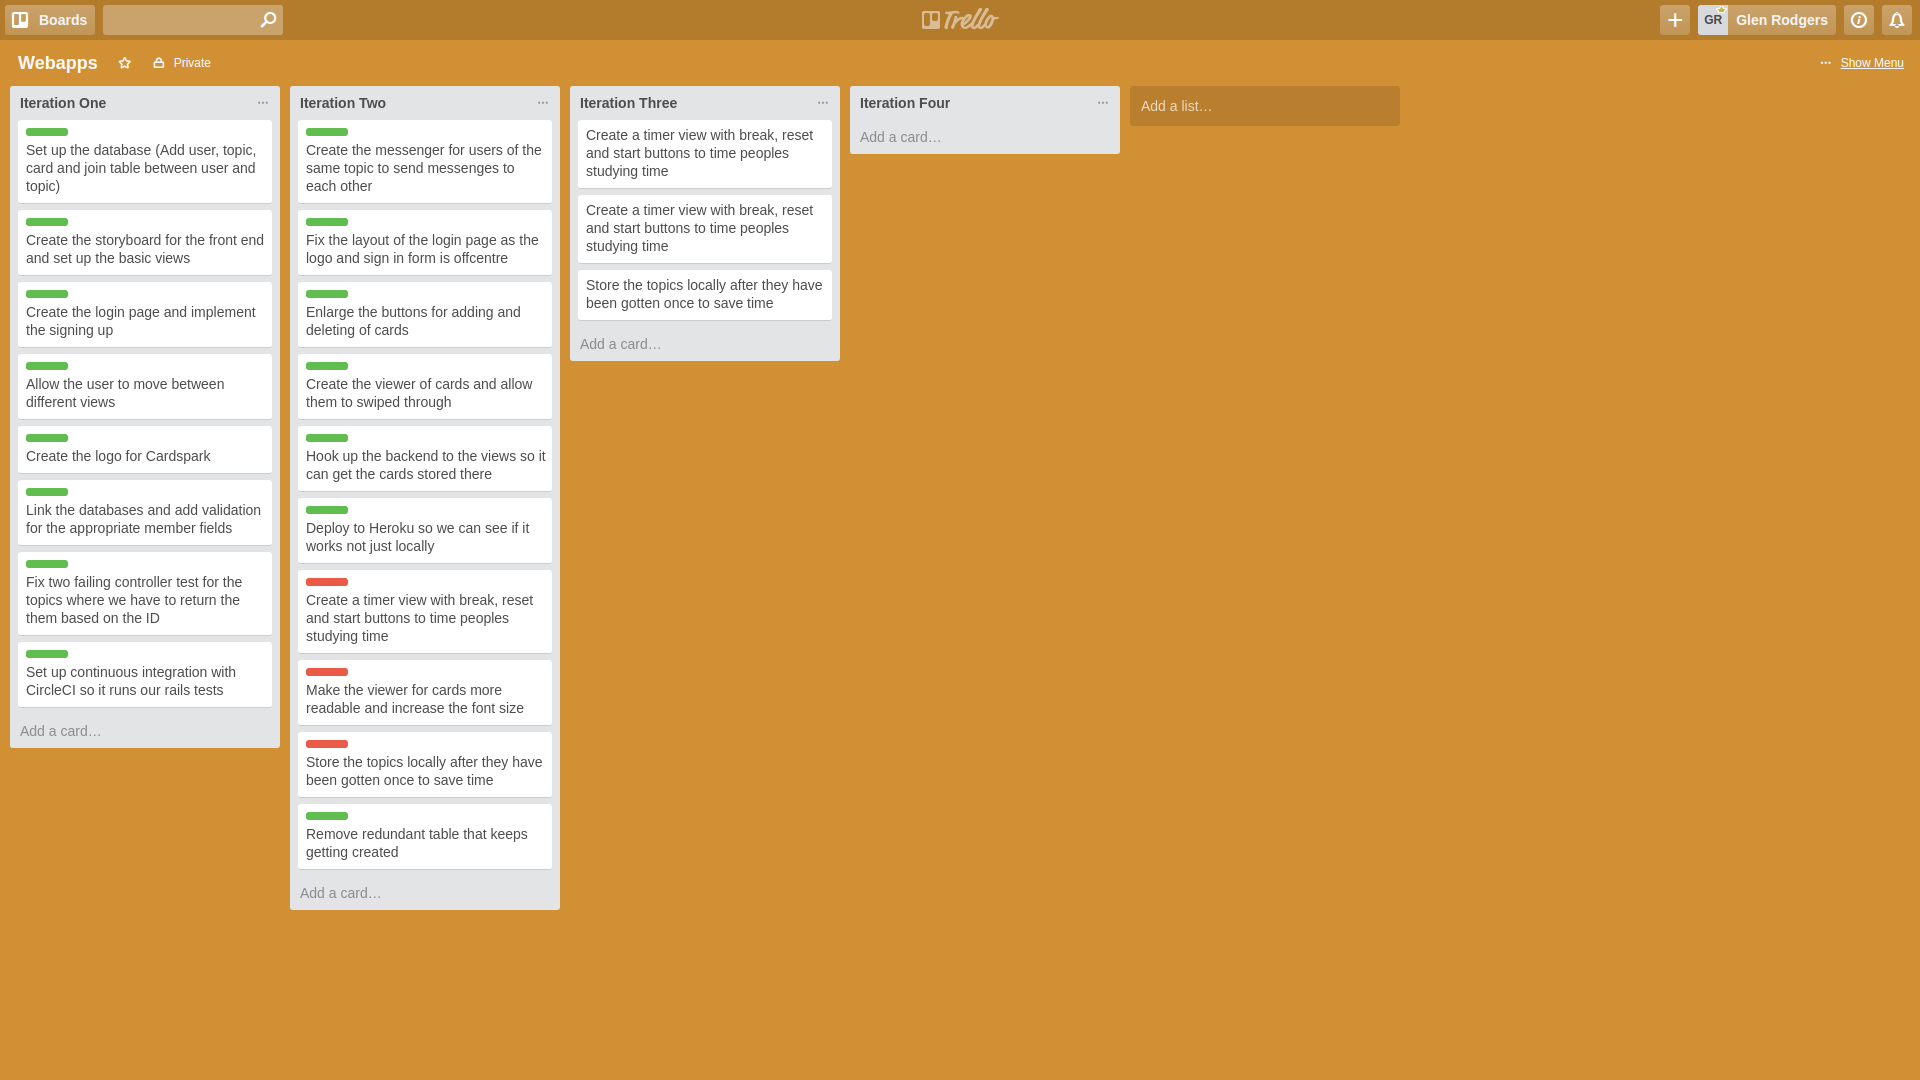 Boards
Trello
GR
Glen Rodgers
Webapps
Private
Show Menu
Iteration One
Set up the database (Add user, topic,
card and join table between user and
topic)
Create the storyboard for the front end
and set up the basic views
Create the login page and implement
the signing up
Allow the user to move between
different views
Create the logo for Cardspark
Link the databases and add validation
for the appropriate member fields
Fix two failing controller test for the
topics where we have to return the
them based on the ID
Set up continuous integration with
CircleCI so it runs our rails tests
Add a card…
Iteration Two
Create the messenger for users of the
same topic to send messenges to
each other
Fix the layout of the login page as the
logo and sign in form is offcentre
Enlarge the buttons for adding and
deleting of cards
Create the viewer of cards and allow
them to swiped through
Hook up the backend to the views so it
can get the cards stored there
Deploy to Heroku so we can see if it
works not just locally
Create a timer view with break, reset
and start buttons to time peoples
studying time
Make the viewer for cards more
readable and increase the font size
Store the topics locally after they have
been gotten once to save time
Remove redundant table that keeps
getting created
Add a card…
Iteration Three
Create a timer view with break, reset
and start buttons to time peoples
studying time
Create a timer view with break, reset
and start buttons to time peoples
studying time
Store the topics locally after they have
been gotten once to save time
Add a card…
Iteration Four
Add a card…
Add a list…